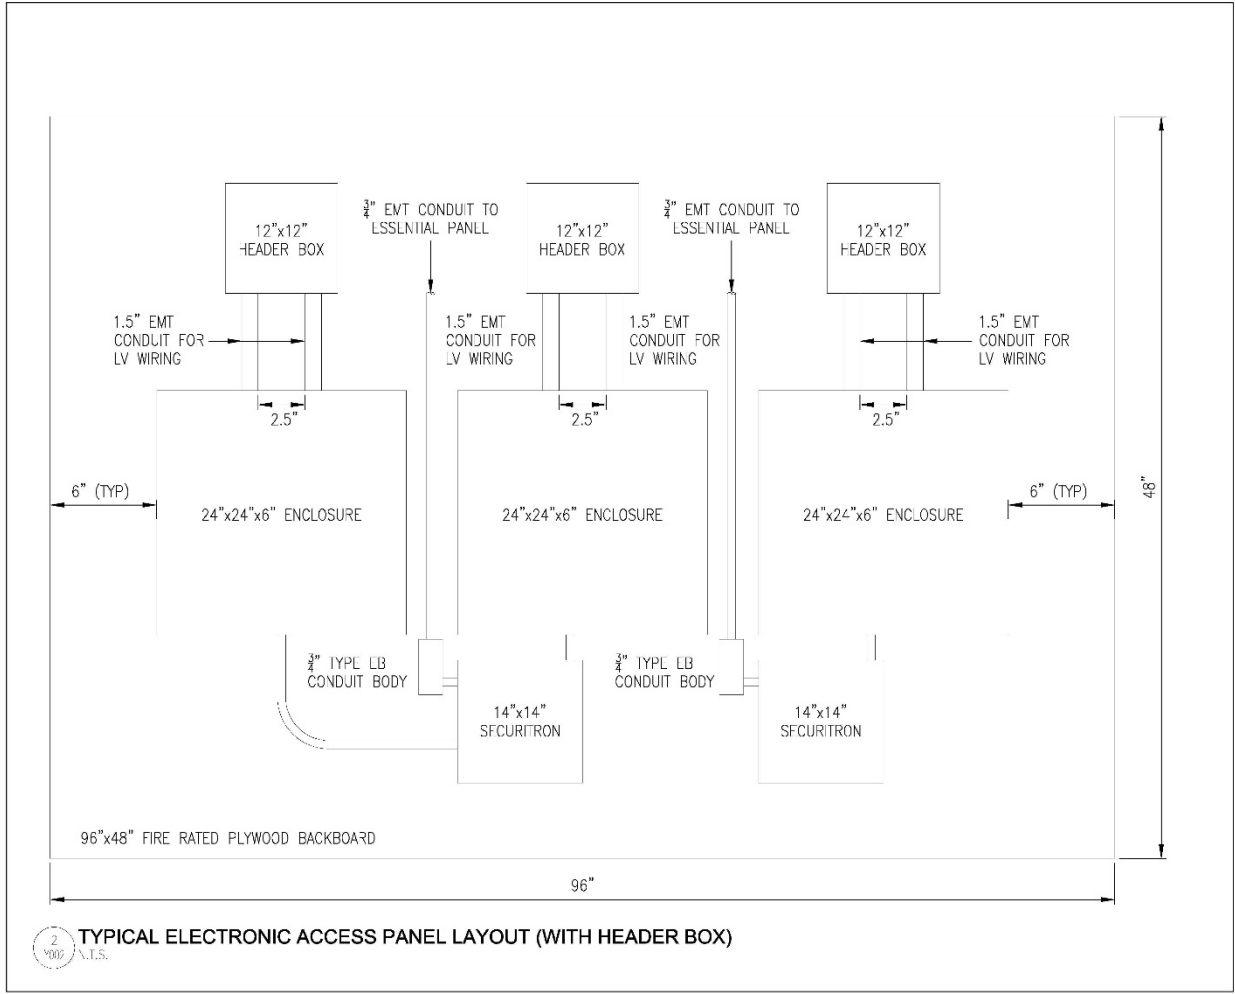 12"x12"
HEADER BOX
¾" EMT CONDUIT TO
ESSENTIAL PANEL
12"x12"
HEADER BOX
¾" EMT CONDUIT TO
ESSENTIAL PANEL
12"x12"
HEADER BOX
1.5" EMT
CONDUIT FOR
LV WIRING
1.5" EMT
CONDUIT FOR
LV WIRING
1.5" EMT
CONDUIT FOR
LV WIRING
1.5" EMT
CONDUIT FOR
LV WIRING
2.5"
2.5"
2.5"
6" (TYP)
6" (TYP)
48"
24"x24"x6" ENCLOSURE
24"x24"x6" ENCLOSURE
24"x24"x6" ENCLOSURE
¾" TYPE EB
CONDUIT BODY
¾" TYPE EB
CONDUIT BODY
14"x14"
SECURITRON
14"x14"
SECURITRON
96"x48" FIRE RATED PLYWOOD BACKBOARD
96"
2
Y002
TYPICAL ELECTRONIC ACCESS PANEL LAYOUT (WITH HEADER BOX)
N.T.S.